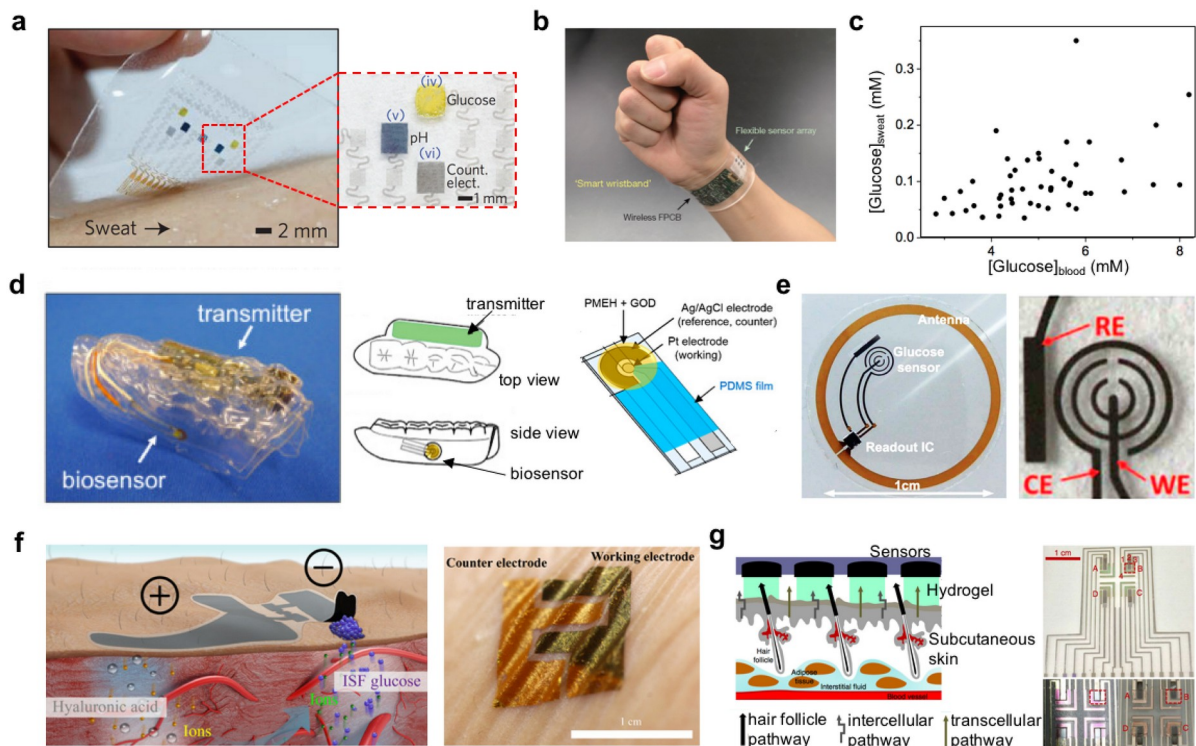 a
(iv)
Glucose
(v)
pH
(vi)
Count.
elect.
1 mm
Sweat →
2 mm
b
Flexible sensor array
'Smart wristband'
Wireless FPCB
c
[Glucose]sweat (mM)
0.3
0.2
0.1
0.0
4
6
8
[Glucose]blood (mM)
d
transmitter
biosensor
transmitter
top view
side view
biosensor
PMEH + GOD
Ag/AgCl electrode
(reference, counter)
Pt electrode
(working)
PDMS film
e
Antenna
Glucose
sensor
Readout IC
1cm
RE
CE
WE
f
+
−
ISF glucose
Ions
Hyaluronic acid
Ions
Counter electrode
Working electrode
1 cm
g
Sensors
Hydrogel
Subcutaneous
skin
Hair
follicle
Adipose
tissue
Interstitial fluid
Blood vessel
hair follicle
pathway
intercellular
pathway
transcellular
pathway
1 cm
A
B
D
C
A
B
D
C